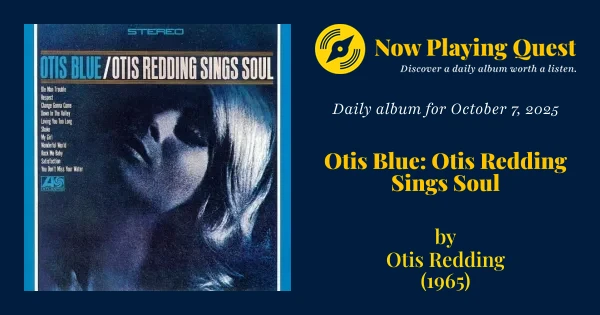 STEREO
OTIS BLUE/OTIS REDDING SINGS SOUL
Ole Man Trouble
Respect
Change Gonna Come
Down in The Valley
Loving You Too Long
Shake
My Girl
Wonderful World
Rock Me Baby
Satisfaction
You Don't Miss Your Water
Now Playing Quest
Discover a daily album worth a listen.
Daily album for October 7, 2025
Otis Blue: Otis Redding
Sings Soul
by
Otis Redding
(1965)